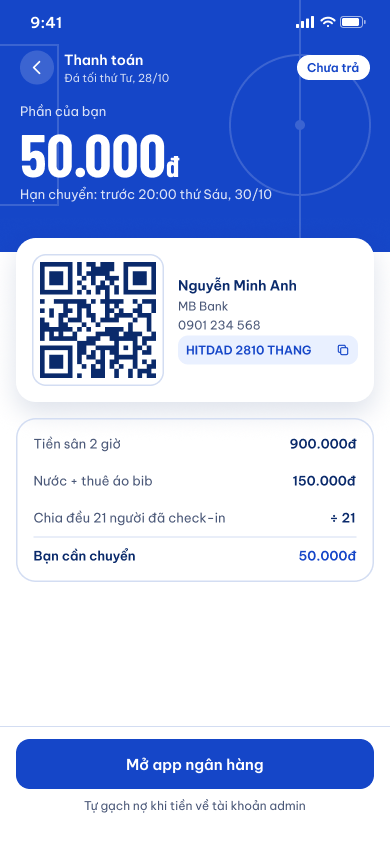 9:41
Thanh toán
Đá tối thứ Tư, 28/10
Chưa trả
Phần của bạn
50.000đ
Hạn chuyển: trước 20:00 thứ Sáu, 30/10
Nguyễn Minh Anh
MB Bank
0901 234 568
HITDAD 2810 THANG
Tiền sân 2 giờ 900.000đ
Nước + thuê áo bib 150.000đ
Chia đều 21 người đã check-in ÷ 21
Bạn cần chuyển 50.000đ
Mở app ngân hàng
Tự gạch nợ khi tiền về tài khoản admin